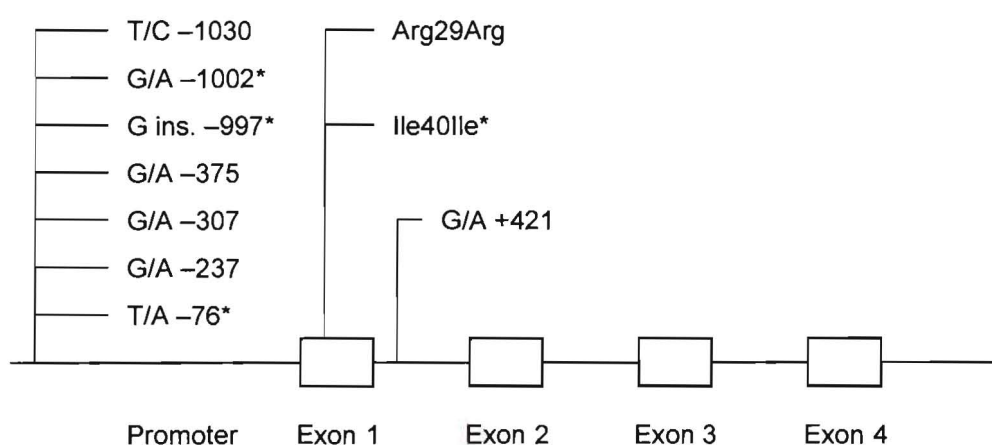 T/C –1030
G/A –1002*
G ins. –997*
G/A –375
G/A –307
G/A –237
T/A –76*
Arg29Arg
Ile40Ile*
G/A +421
Promoter Exon 1 Exon 2 Exon 3 Exon 4